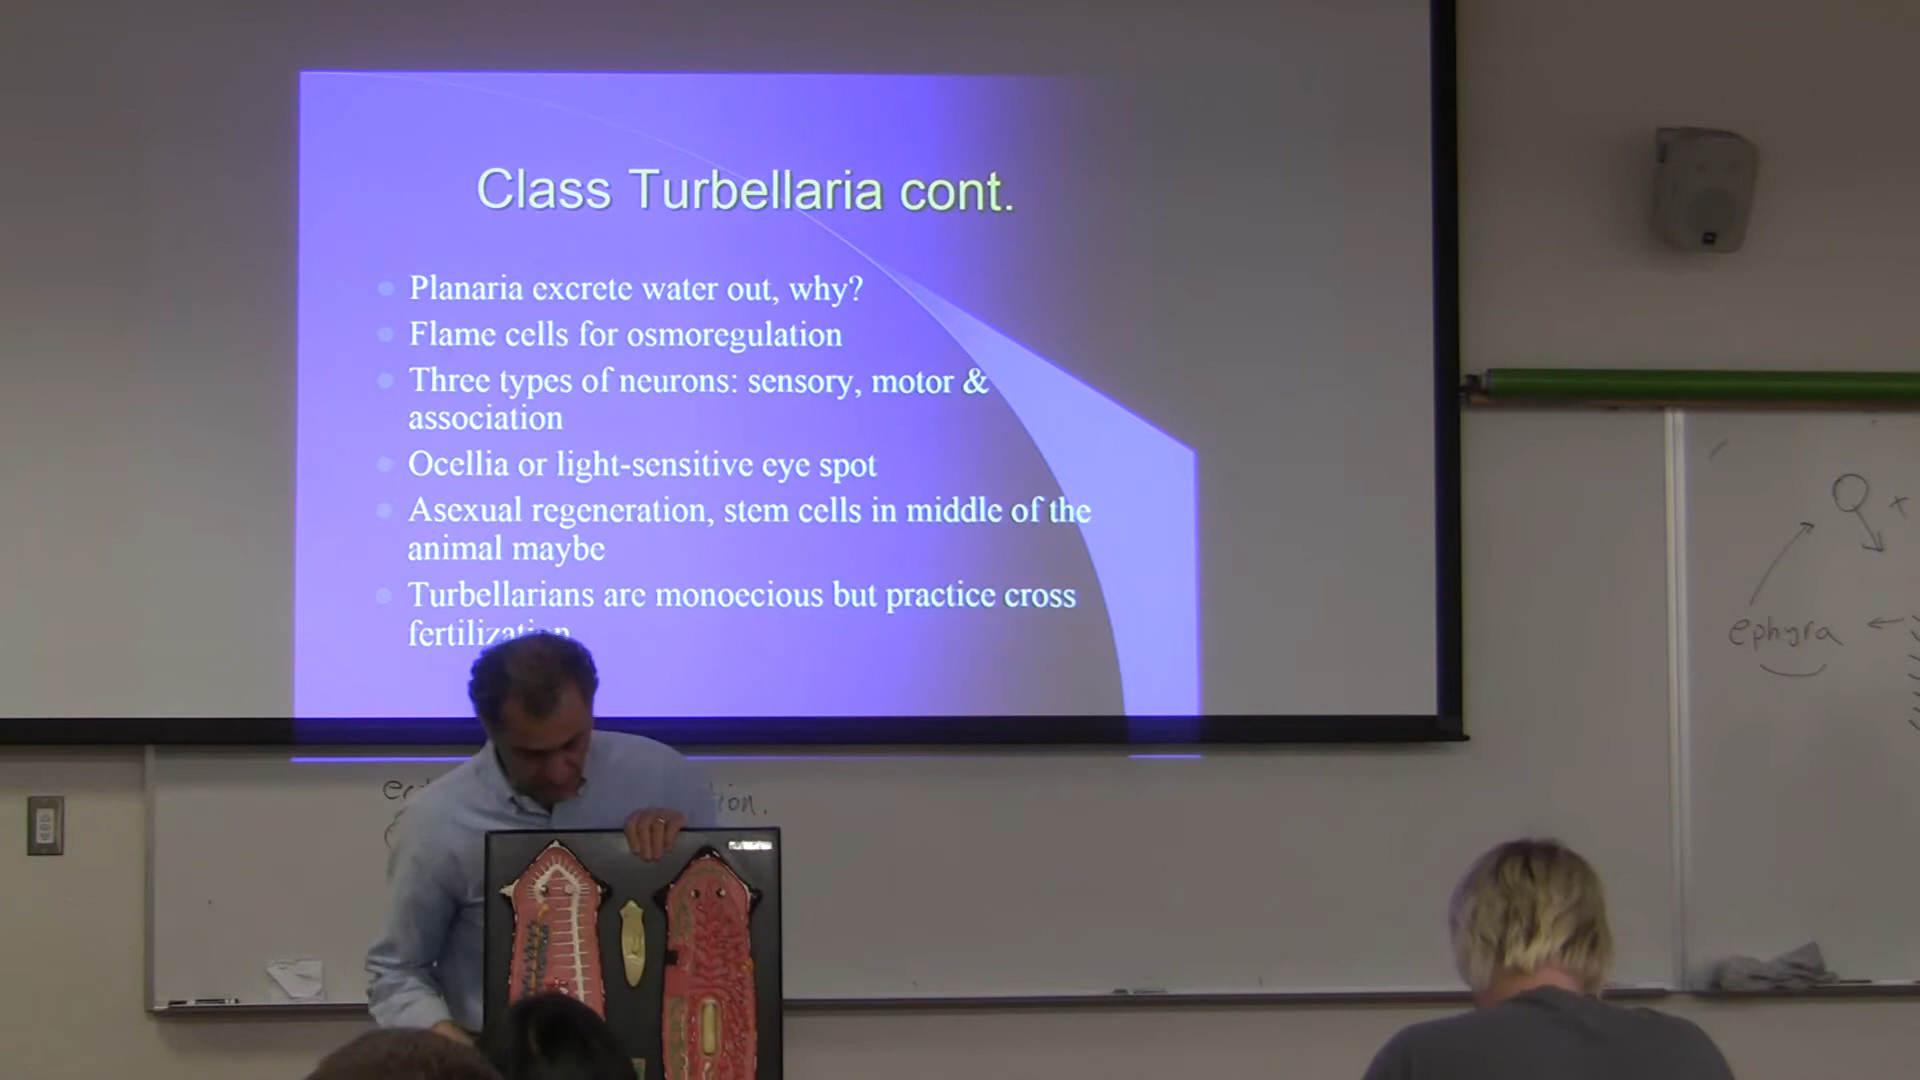 Class Turbellaria cont.
Planaria excrete water out, why?
Flame cells for osmoregulation
Three types of neurons: sensory, motor &
association
Ocellia or light-sensitive eye spot
Asexual regeneration, stem cells in middle of the
animal maybe
Turbellarians are monoecious but practice cross
fertilization
ephyra